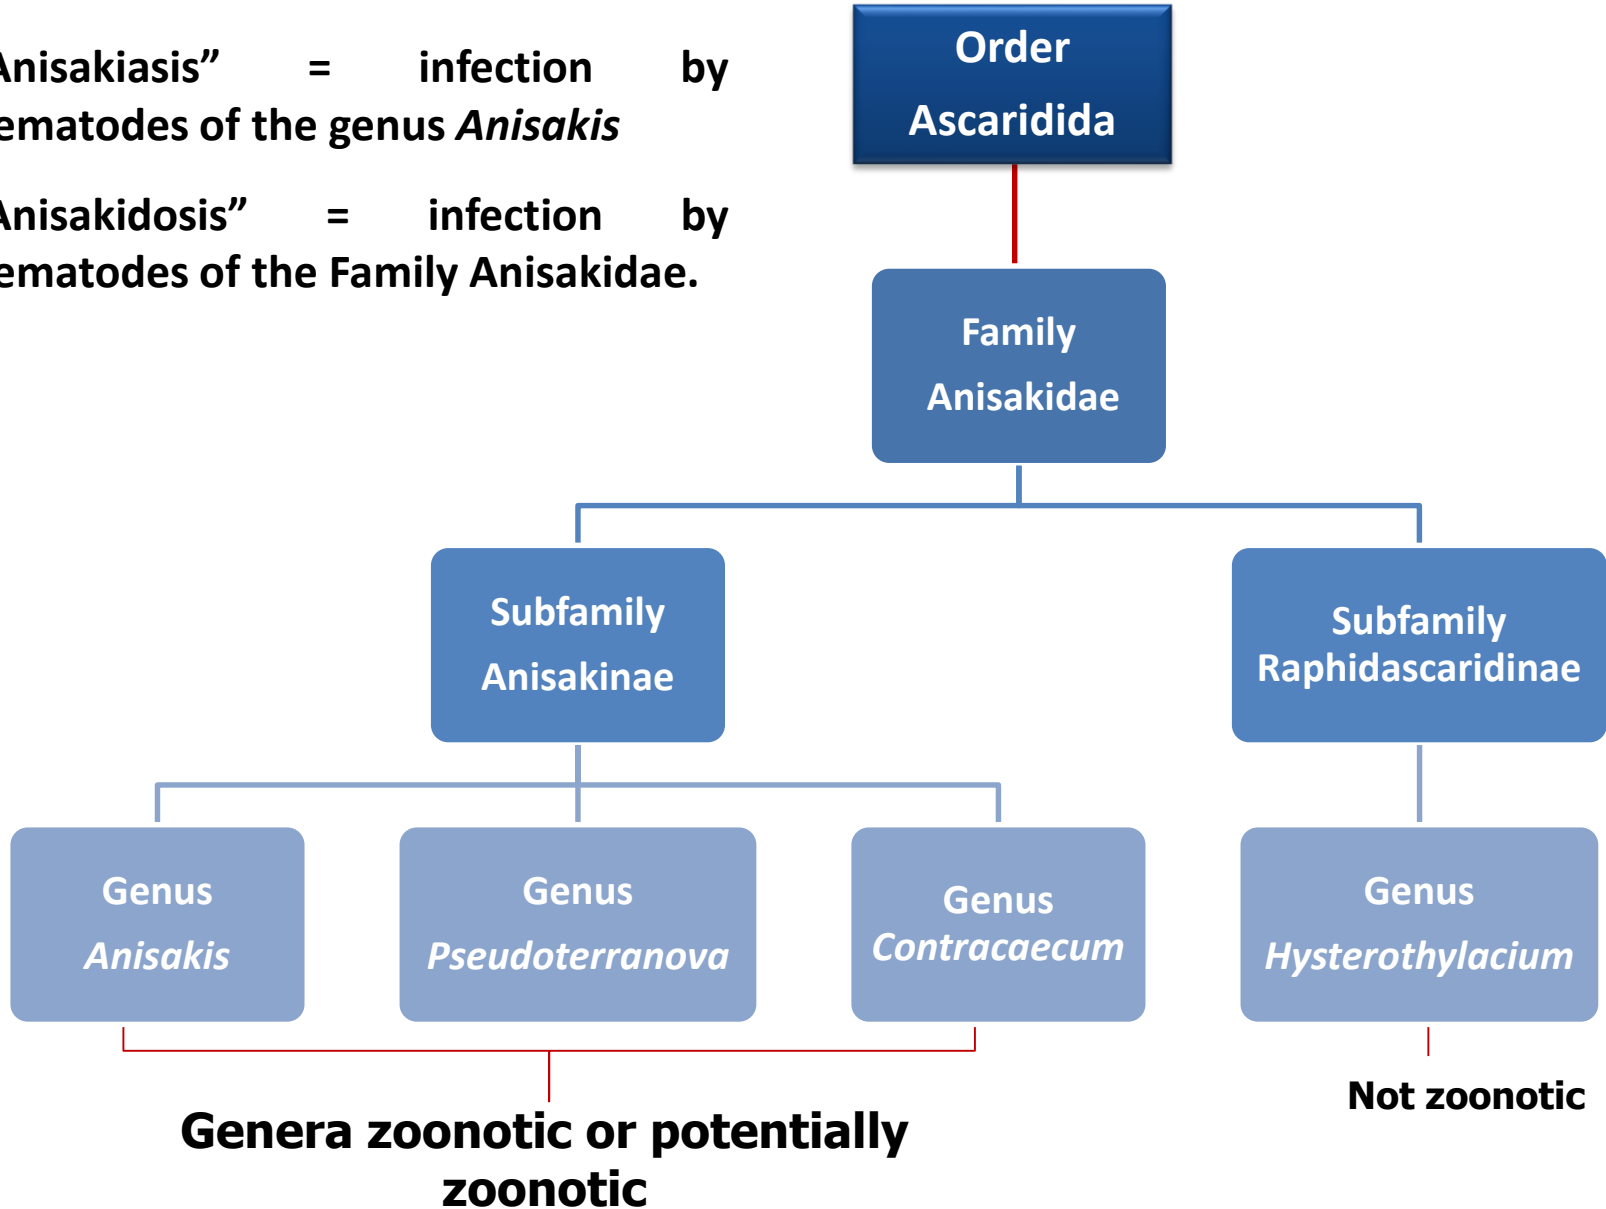 Anisakiasis” = infection by
ematodes of the genus Anisakis
Anisakidosis” = infection by
ematodes of the Family Anisakidae.
Order
Ascaridida
Family
Anisakidae
Subfamily
Anisakinae
Subfamily
Raphidascaridinae
Genus
Anisakis
Genus
Pseudoterranova
Genus
Contracaecum
Genus
Hysterothylacium
Genera zoonotic or potentially
zoonotic
Not zoonotic